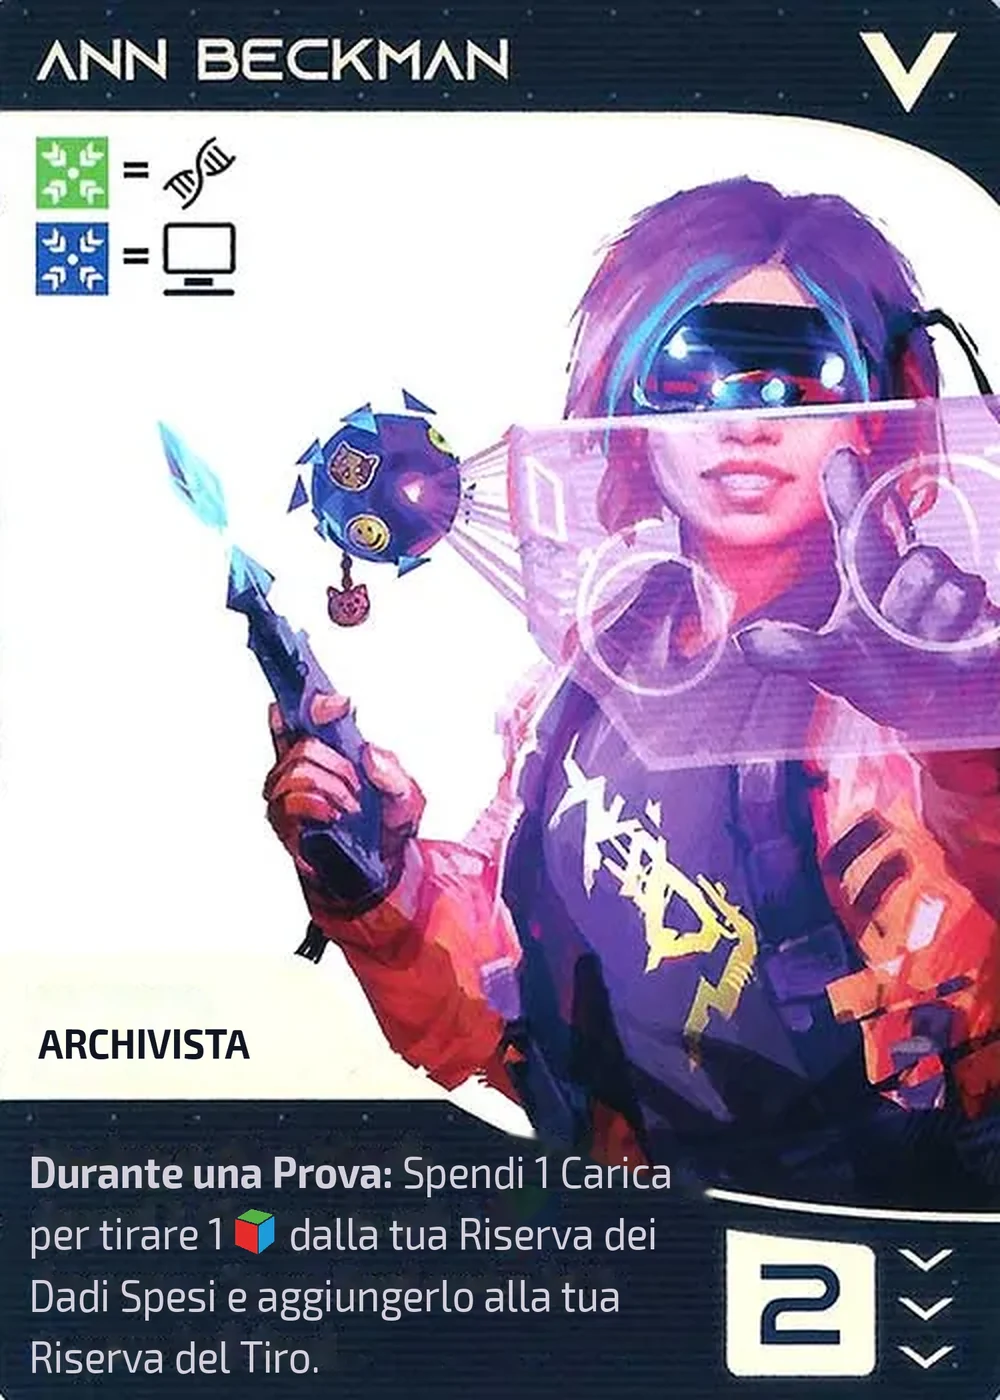 ANN BECKMAN
=
=
ARCHIVISTA
Durante una Prova: Spendi 1 Carica
per tirare 1 dalla tua Riserva dei
Dadi Spesi e aggiungerlo alla tua
Riserva del Tiro.
2